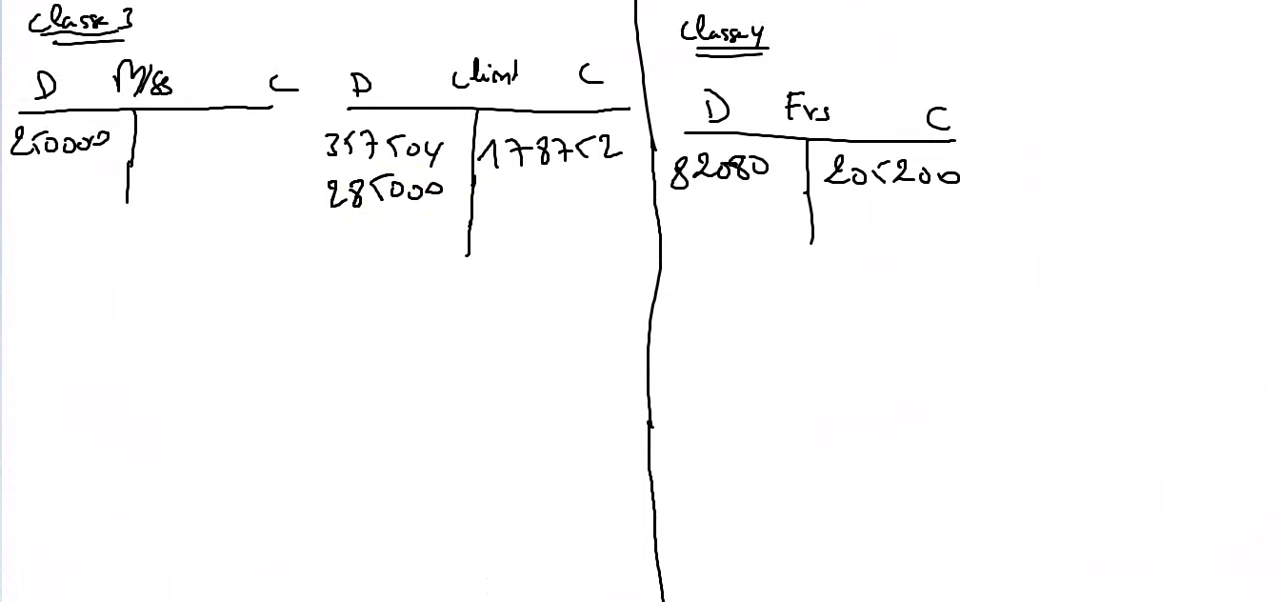 Classe 3
D M/ses C
250000
D Client C
357504 178752
285000
Classe 4
D Frs C
82080 205200